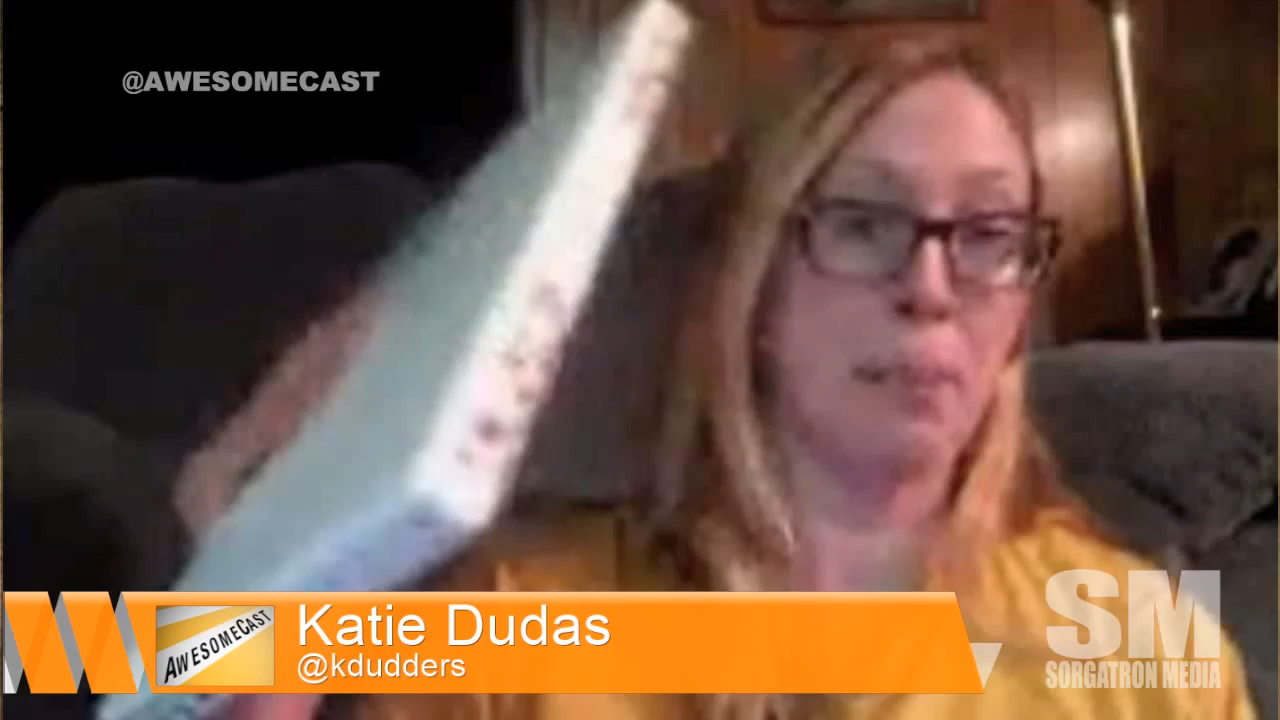 @AWESOMECAST
AWESOMECAST
Katie Dudas
@kdudders
SM
SORGATRON MEDIA